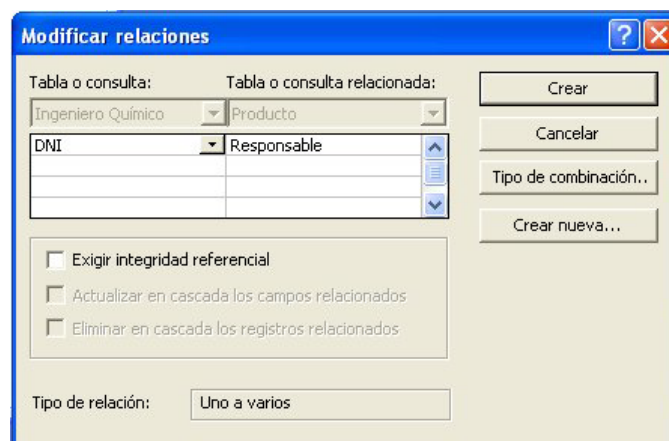 Modificar relaciones
Tabla o consulta: Tabla o consulta relacionada:
Ingeniero Químico Producto
DNI Responsable
Crear
Cancelar
Tipo de combinación..
Crear nueva...
Exigir integridad referencial
Actualizar en cascada los campos relacionados
Eliminar en cascada los registros relacionados
Tipo de relación: Uno a varios